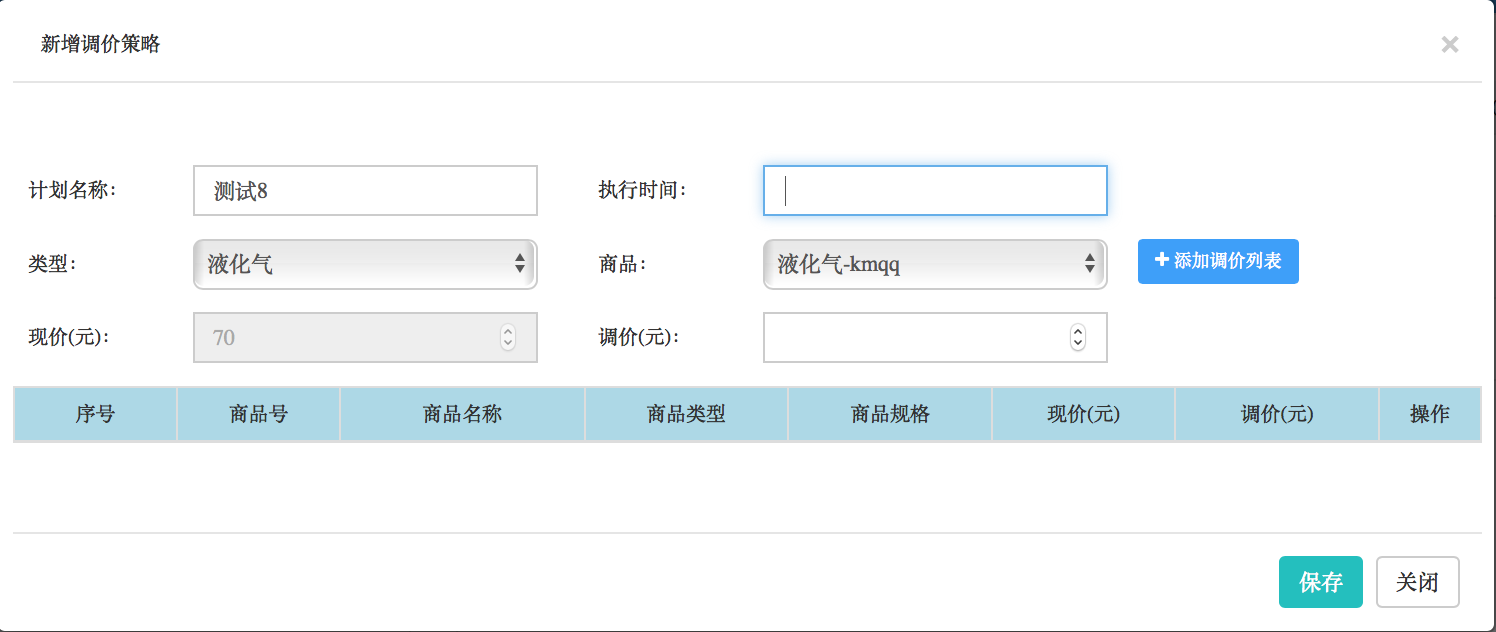 新增调价策略 ×
计划名称： 测试8 执行时间：
类型： 液化气 商品： 液化气-kmqq + 添加调价列表
现价(元)： 70 调价(元)：
序号 商品号 商品名称 商品类型 商品规格 现价(元) 调价(元) 操作
保存 关闭